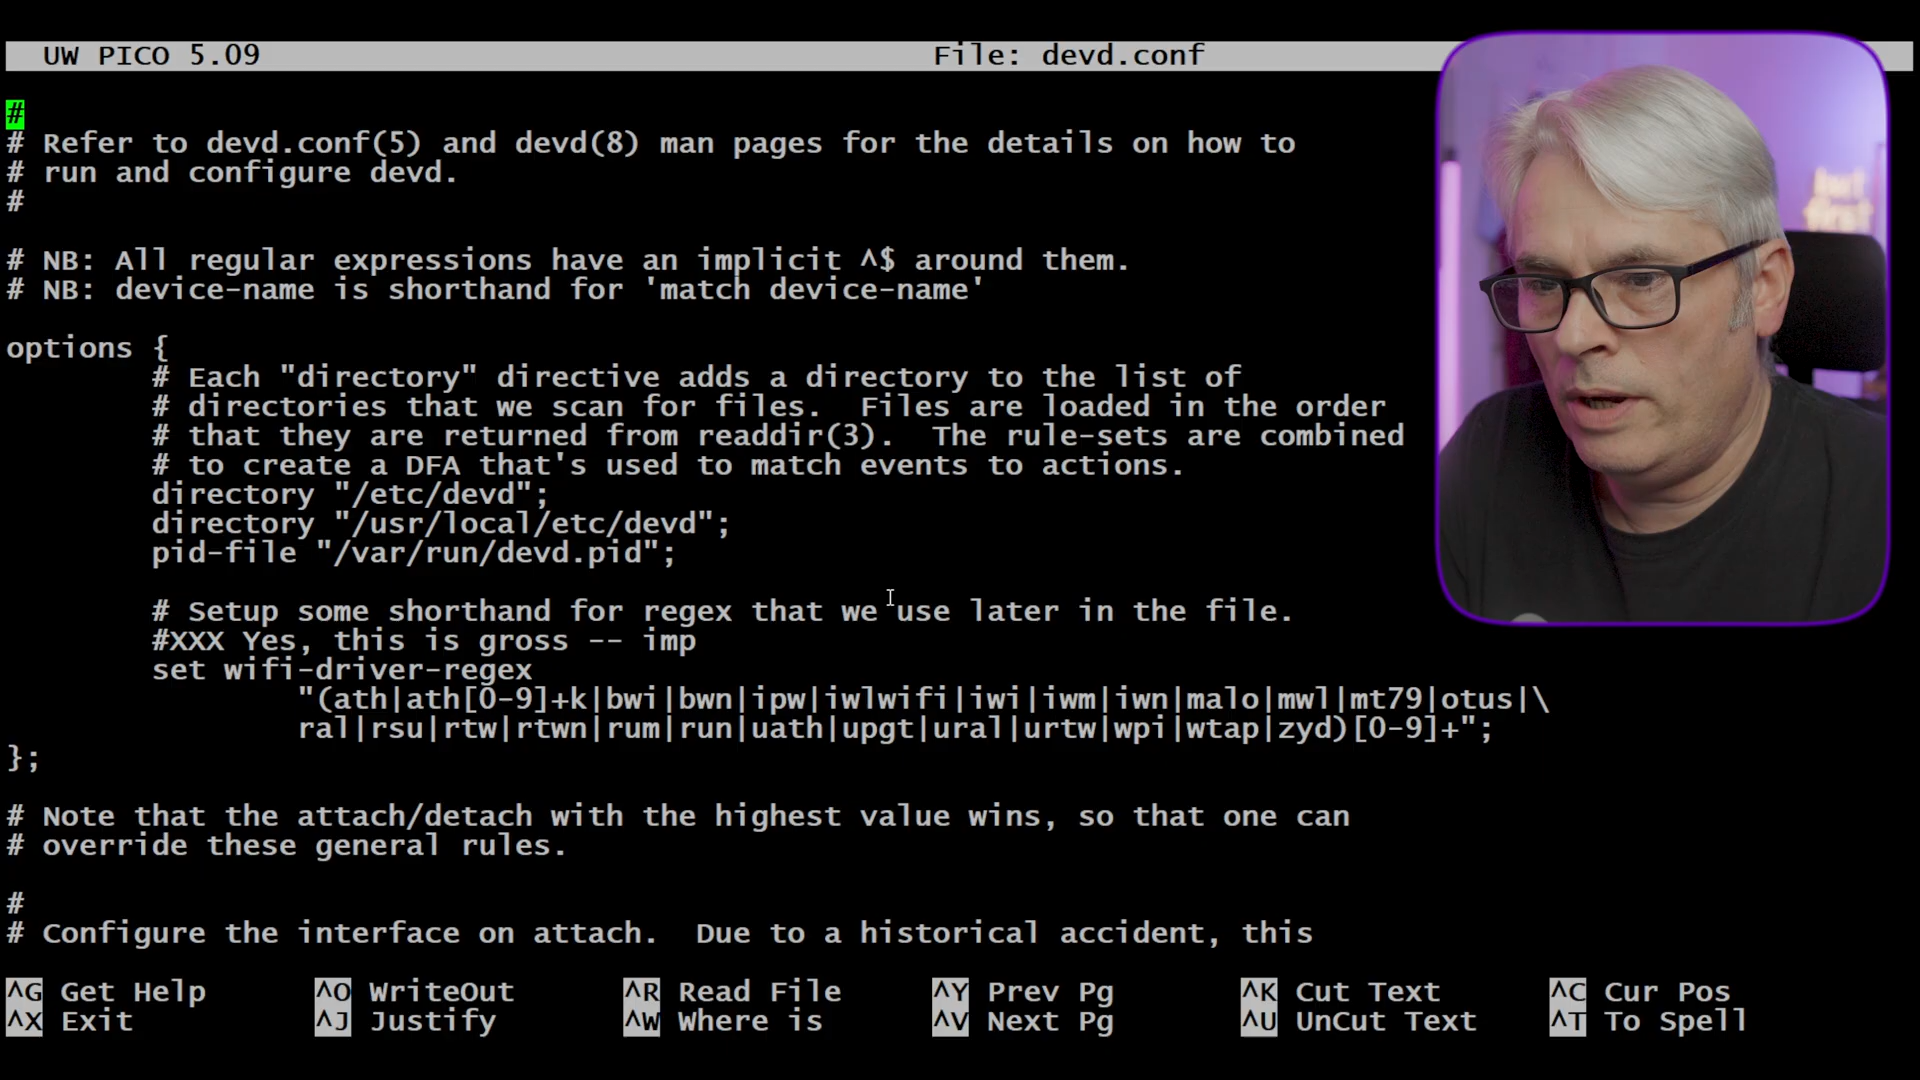 UW PICO 5.09 File: devd.conf
#
# Refer to devd.conf(5) and devd(8) man pages for the details on how to
# run and configure devd.
#
# NB: All regular expressions have an implicit ^$ around them.
# NB: device-name is shorthand for 'match device-name'
options {
# Each "directory" directive adds a directory to the list of
# directories that we scan for files.  Files are loaded in the order
# that they are returned from readdir(3).  The rule-sets are combined
# to create a DFA that's used to match events to actions.
directory "/etc/devd";
directory "/usr/local/etc/devd";
pid-file "/var/run/devd.pid";
# Setup some shorthand for regex that we use later in the file.
#XXX Yes, this is gross -- imp
set wifi-driver-regex
"(ath|ath[0-9]+k|bwi|bwn|ipw|iwlwifi|iwi|iwm|iwn|malo|mwl|mt79|otus|\
ral|rsu|rtw|rtwn|rum|run|uath|upgt|ural|urtw|wpi|wtap|zyd)[0-9]+";
};
# Note that the attach/detach with the highest value wins, so that one can
# override these general rules.
#
# Configure the interface on attach.  Due to a historical accident, this
^G Get Help ^O WriteOut ^R Read File ^Y Prev Pg ^K Cut Text ^C Cur Pos
^X Exit ^J Justify ^W Where is ^V Next Pg ^U UnCut Text ^T To Spell